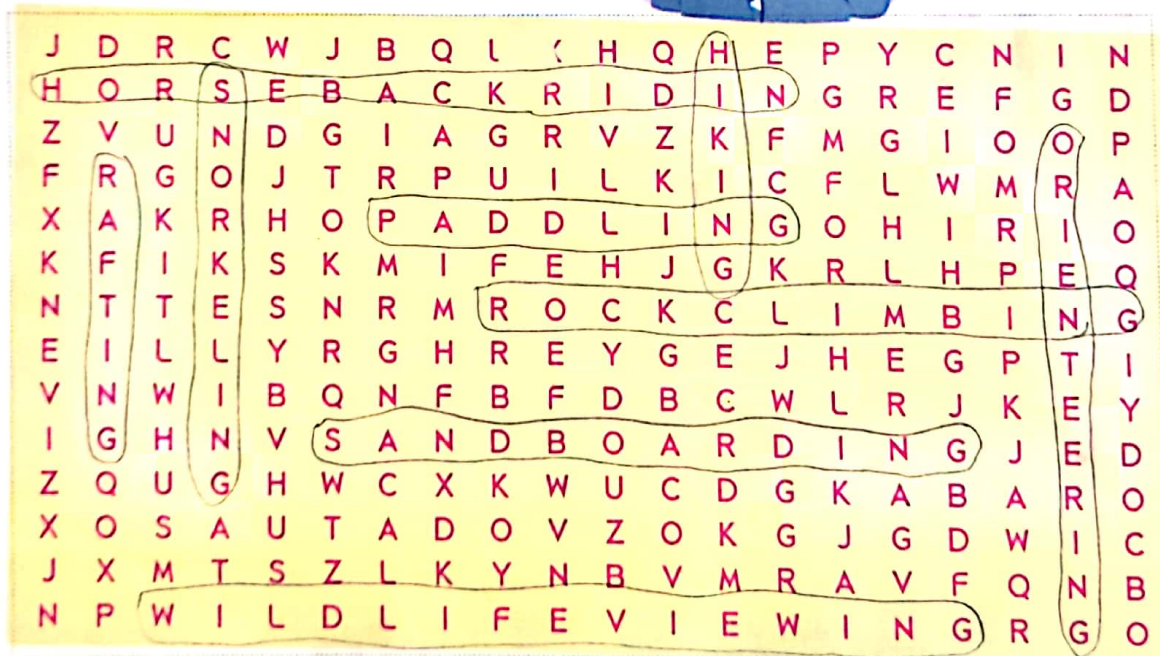 J D R C W J B Q L H Q H E P Y C N I N
H O R S E B A C K R I D I N G R E F G D
Z V U N D G I A G R V Z K F M G I O O P
F R G O J T R P U I L K I C F L W M R A
X A K R H O P A D D L I N G O H I R I O
K F I K S K M I F E H J G K R L H P E Q
N T T E S N R M R O C K C L I M B I N G
E I L L Y R G H R E Y G E J H E G P T I
V N W I B Q N F B F D B C W L R J K E Y
I G H N V S A N D B O A R D I N G J E D
Z Q U G H W C X K W U C D G K A B A R O
X O S A U T A D O V Z O K G J G D W I C
J X M T S Z L K Y N B V M R A V F Q N B
N P W I L D L I F E V I E W I N G R G O